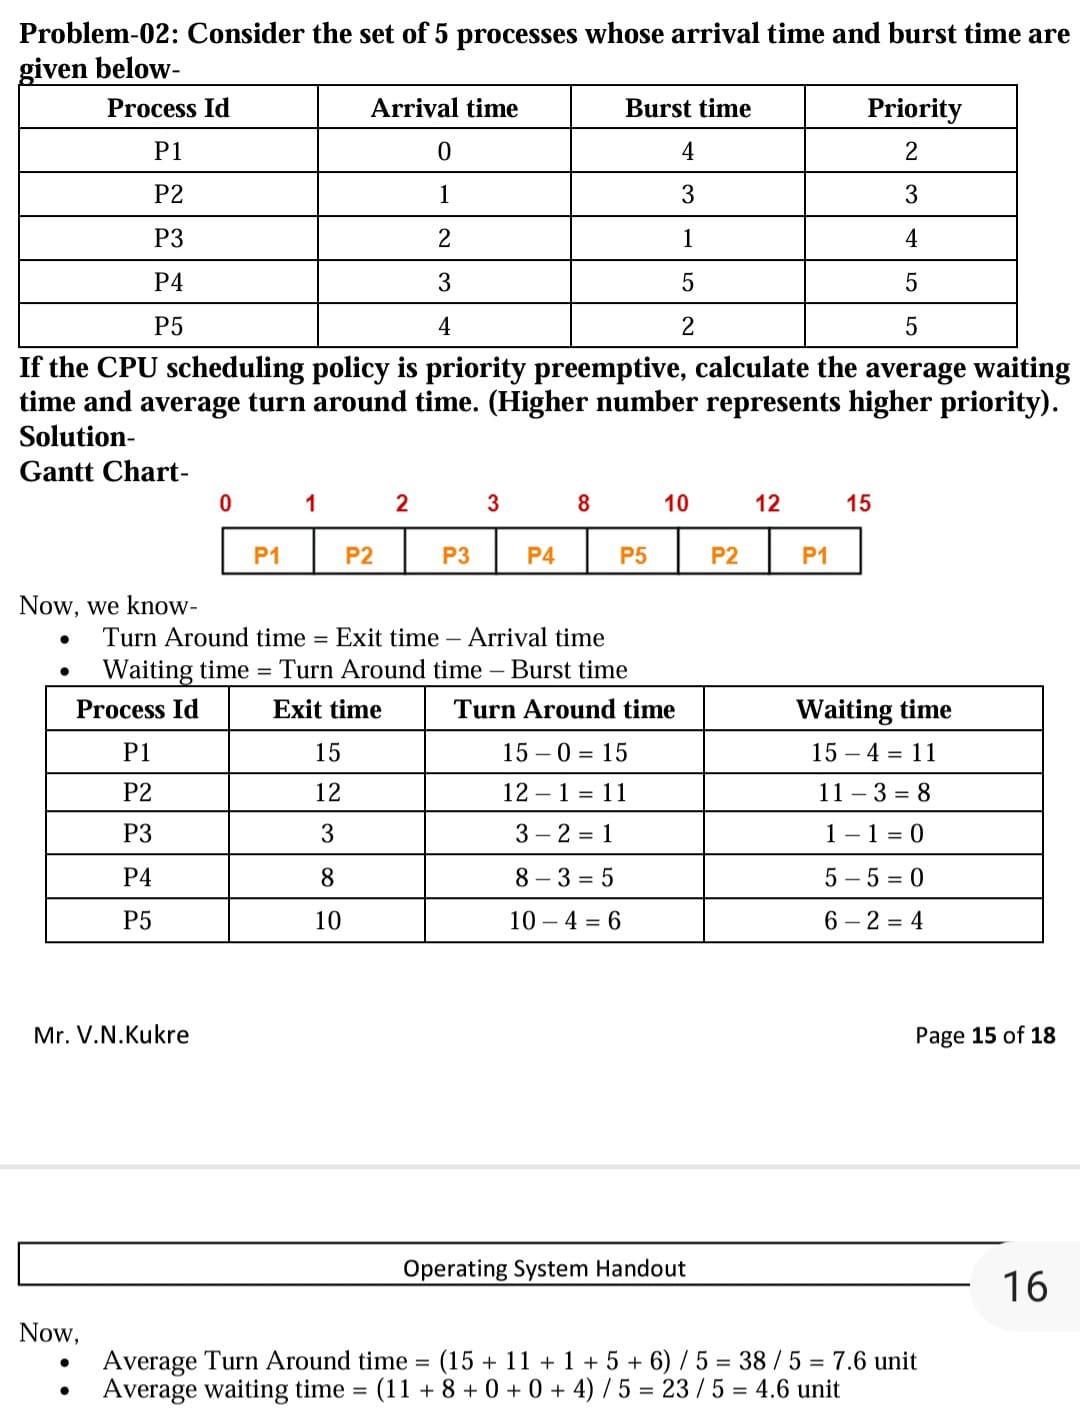 Problem-02: Consider the set of 5 processes whose arrival time and burst time are
given below-
Process Id Arrival time Burst time Priority
P1 0 4 2
P2 1 3 3
P3 2 1 4
P4 3 5 5
P5 4 2 5
If the CPU scheduling policy is priority preemptive, calculate the average waiting
time and average turn around time. (Higher number represents higher priority).
Solution-
Gantt Chart-
0 1 2 3 8 10 12 15
P1 P2 P3 P4 P5 P2 P1
Now, we know-
• Turn Around time = Exit time – Arrival time
• Waiting time = Turn Around time – Burst time
Process Id Exit time Turn Around time Waiting time
P1 15 15 – 0 = 15 15 – 4 = 11
P2 12 12 – 1 = 11 11 – 3 = 8
P3 3 3 – 2 = 1 1 – 1 = 0
P4 8 8 – 3 = 5 5 – 5 = 0
P5 10 10 – 4 = 6 6 – 2 = 4
Mr. V.N.Kukre Page 15 of 18
Operating System Handout
16
Now,
• Average Turn Around time = (15 + 11 + 1 + 5 + 6) / 5 = 38 / 5 = 7.6 unit
• Average waiting time = (11 + 8 + 0 + 0 + 4) / 5 = 23 / 5 = 4.6 unit